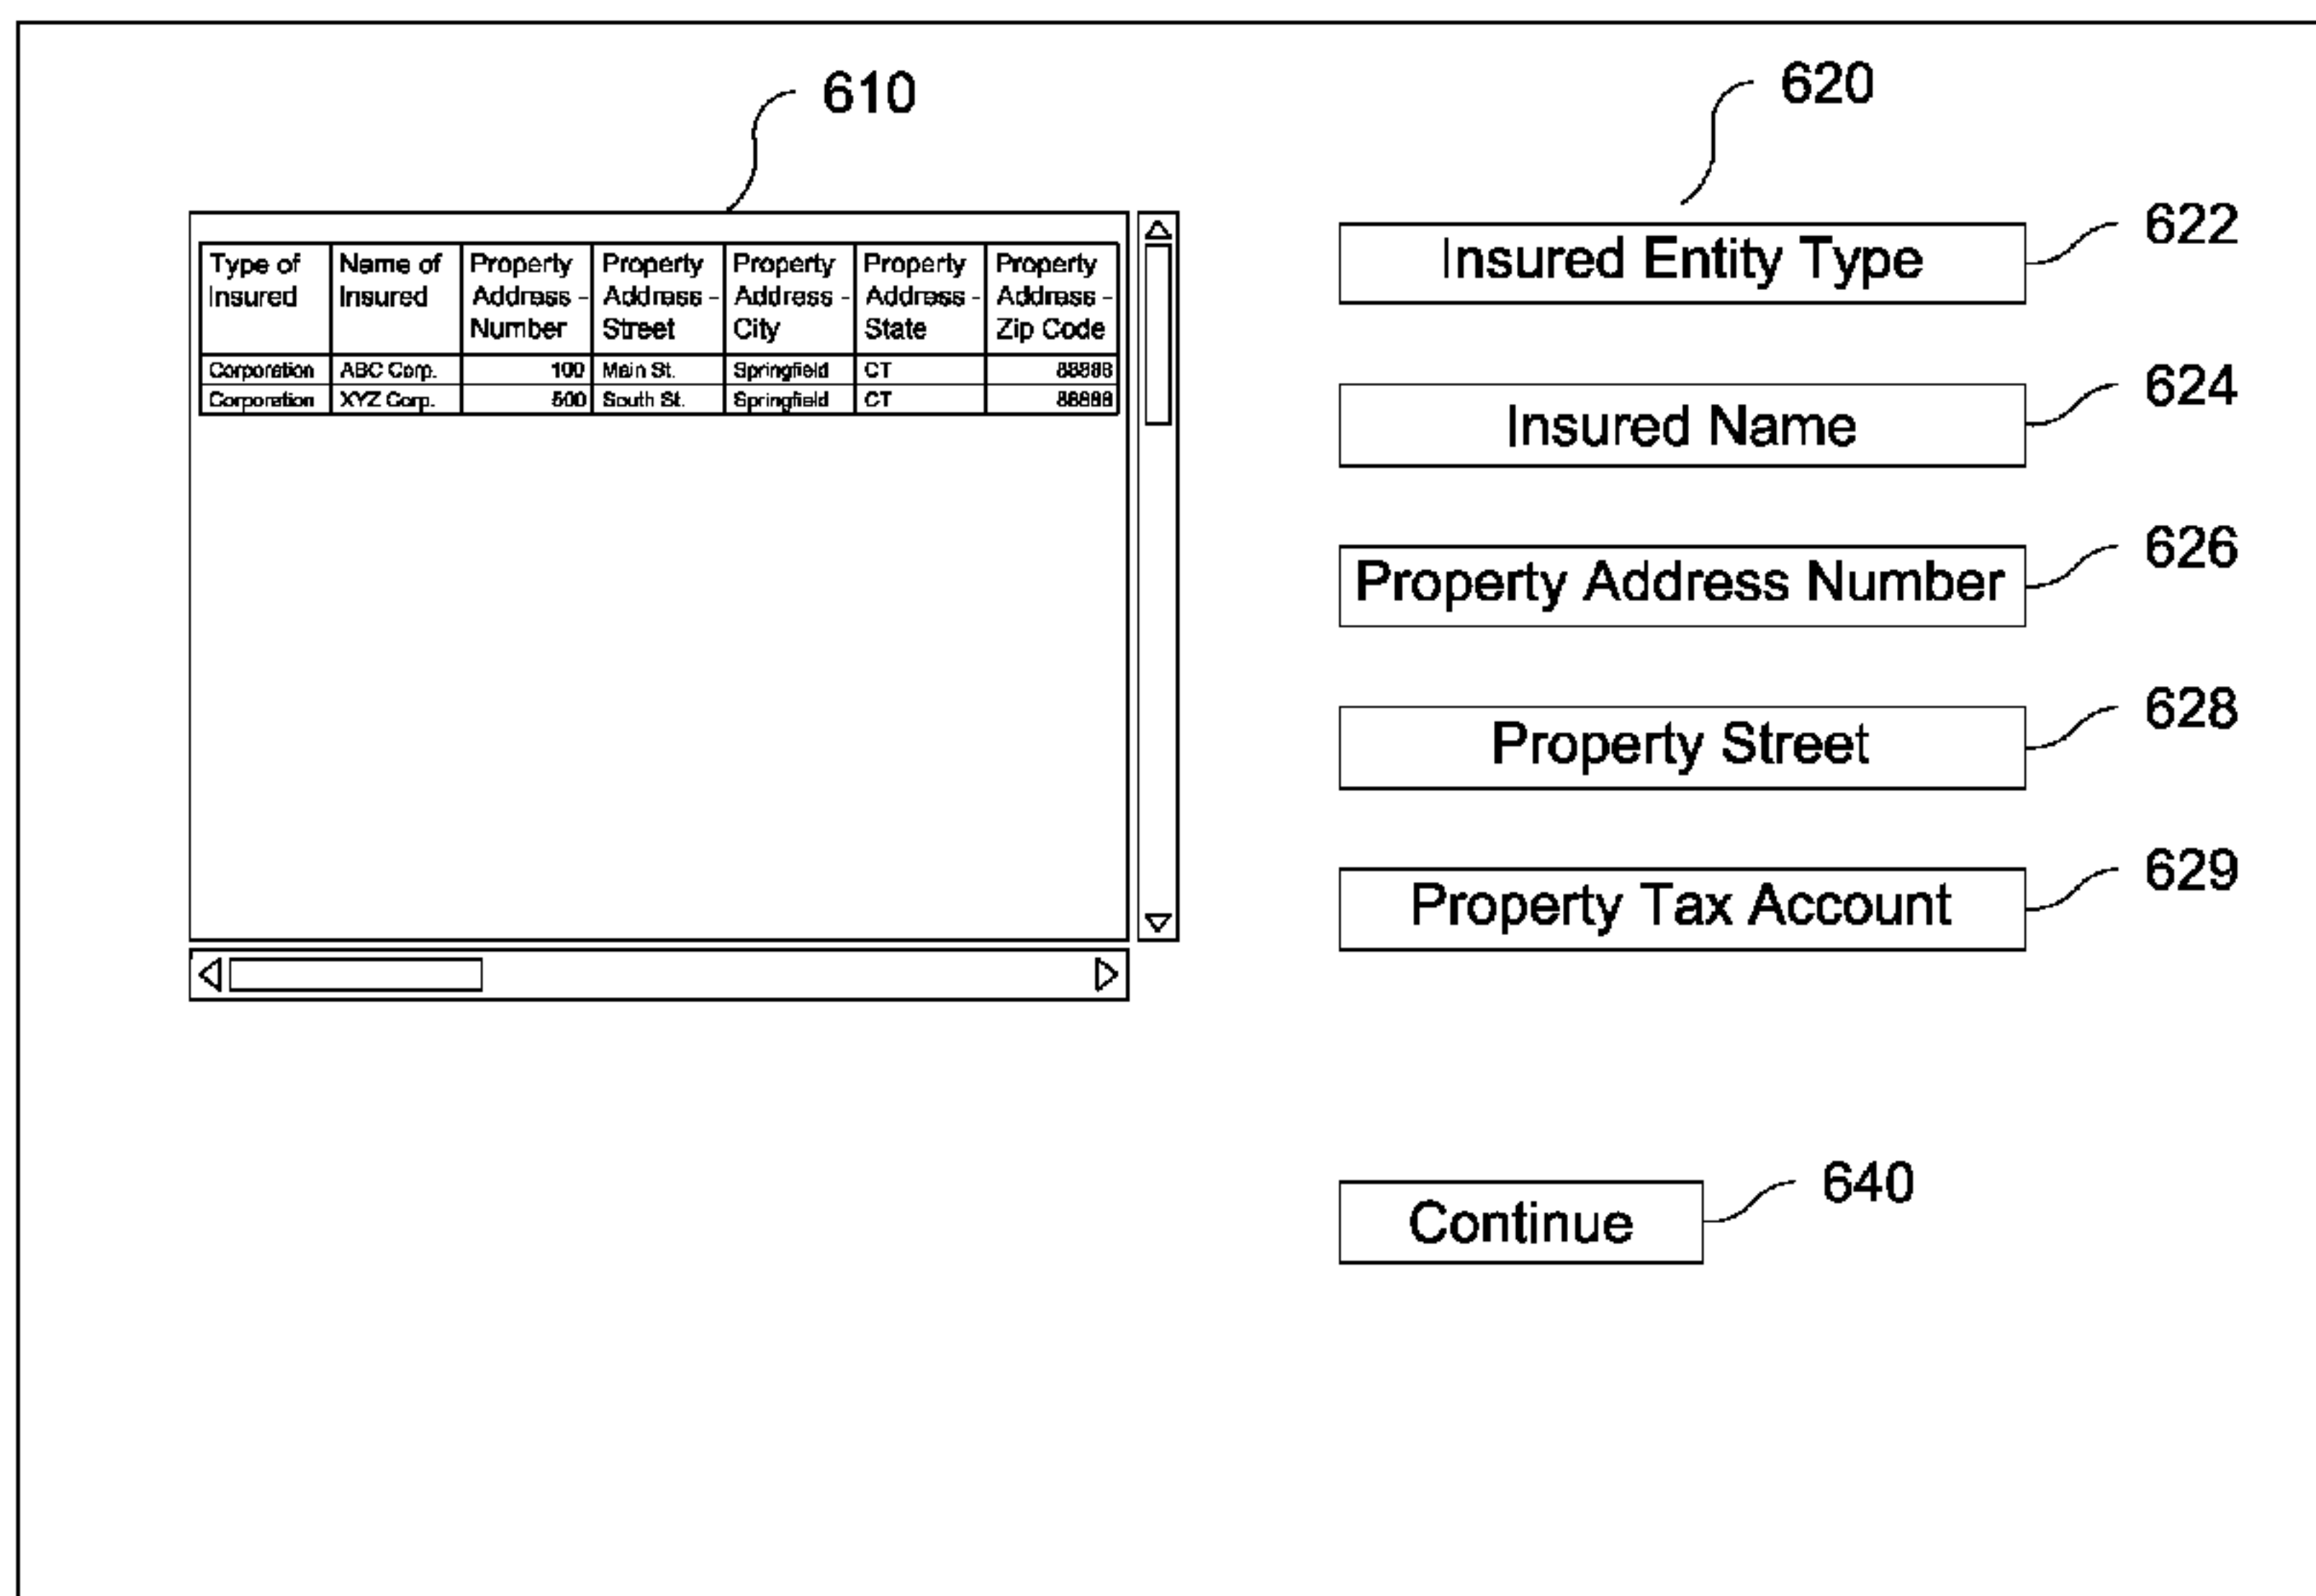 610
620
Type of Insured | Name of Insured | Property Address - Number | Property Address - Street | Property Address - City | Property Address - State | Property Address - Zip Code
Corporation | ABC Corp. | 100 | Main St. | Springfield | CT | 88888
Corporation | XYZ Corp. | 500 | South St. | Springfield | CT | 88888
Insured Entity Type 622
Insured Name 624
Property Address Number 626
Property Street 628
Property Tax Account 629
Continue 640